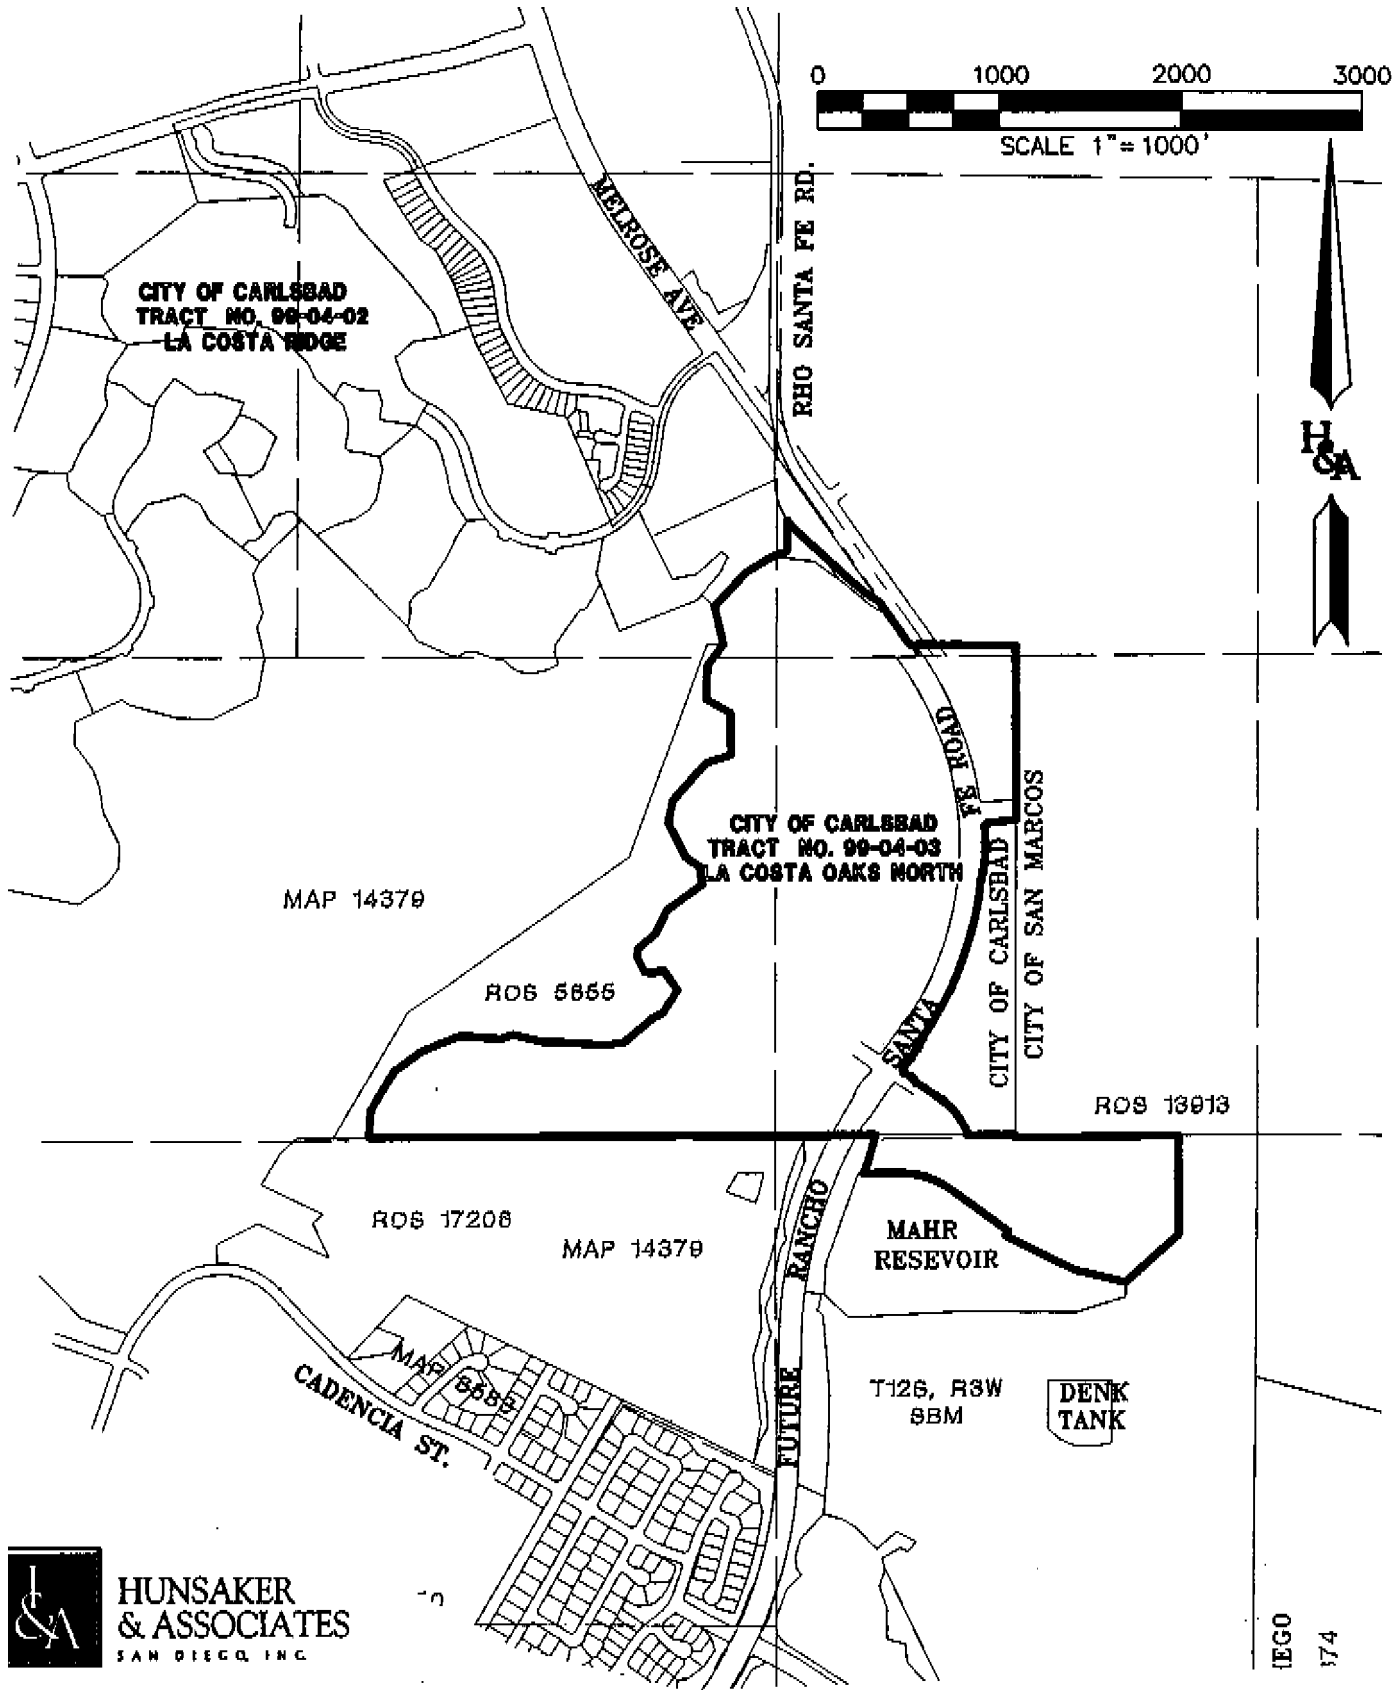 0 1000 2000 3000
SCALE 1"= 1000'
MELROSE AVE
RHO SANTA FE RD.
H&A
CITY OF CARLSBAD
TRACT NO. 99-04-02
LA COSTA RIDGE
FE ROAD
CITY OF CARLSBAD
TRACT NO. 99-04-03
LA COSTA OAKS NORTH
CITY OF CARLSBAD
CITY OF SAN MARCOS
MAP 14379
ROS 5655
SANTA
ROS 13913
ROS 17206
MAP 14379
RANCHO
MAHR
RESEVOIR
MAP
CADENCIA ST.
FUTURE
T12S, R3W
SBM
DENK
TANK
I&A
HUNSAKER
& ASSOCIATES
SAN DIEGO, INC.